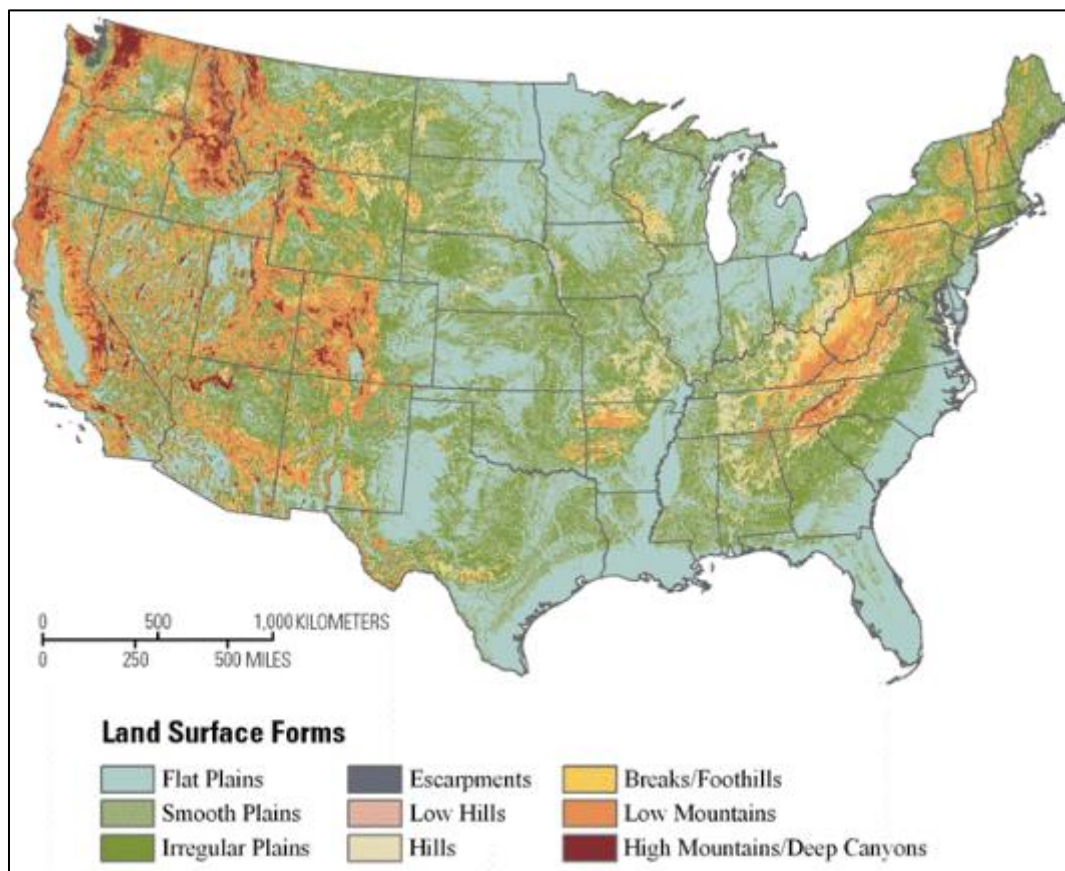 0 500 1,000 KILOMETERS
0 250 500 MILES
Land Surface Forms
Flat Plains Escarpments Breaks/Foothills
Smooth Plains Low Hills Low Mountains
Irregular Plains Hills High Mountains/Deep Canyons